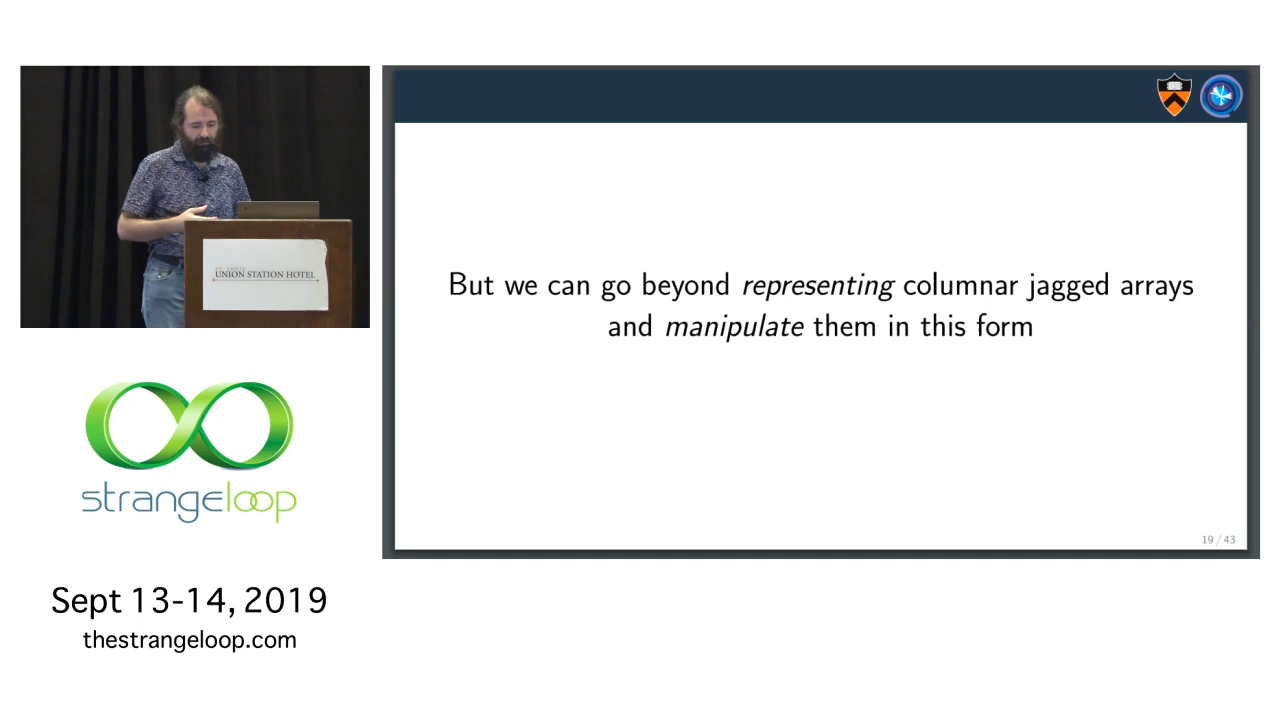 UNION STATION HOTEL
strangeloop
Sept 13-14, 2019
thestrangeloop.com
But we can go beyond representing columnar jagged arrays
and manipulate them in this form
19 / 43